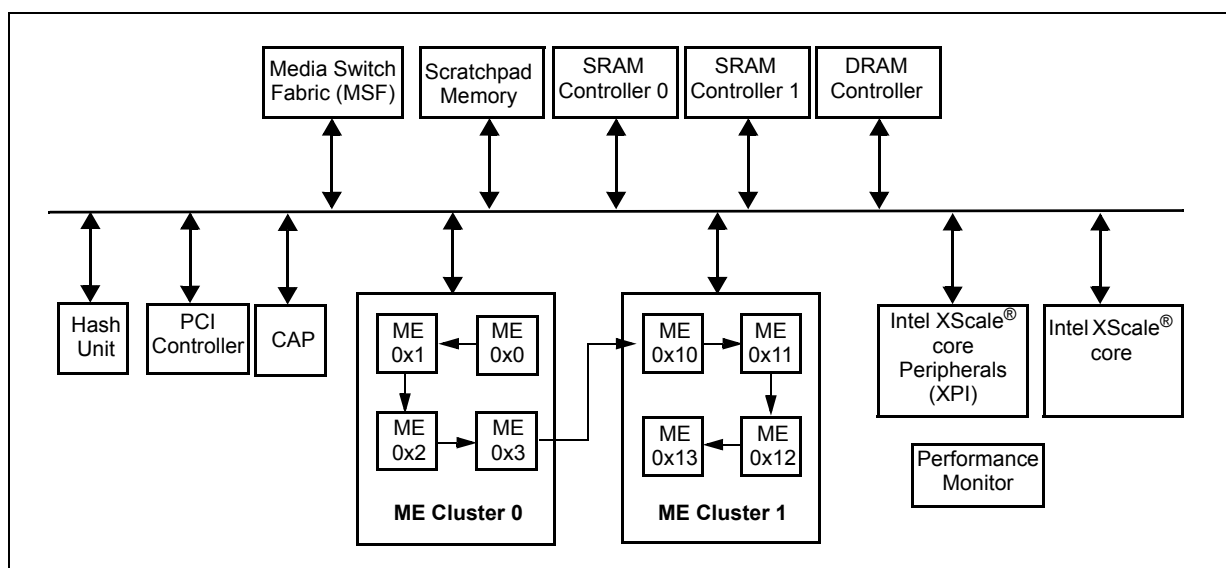 Media Switch
Fabric (MSF)
Scratchpad
Memory
SRAM
Controller 0
SRAM
Controller 1
DRAM
Controller
Hash
Unit
PCI
Controller
CAP
ME
0x1
ME
0x0
ME
0x2
ME
0x3
ME Cluster 0
ME
0x10
ME
0x11
ME
0x13
ME
0x12
ME Cluster 1
Intel XScale®
core
Peripherals
(XPI)
Intel XScale®
core
Performance
Monitor